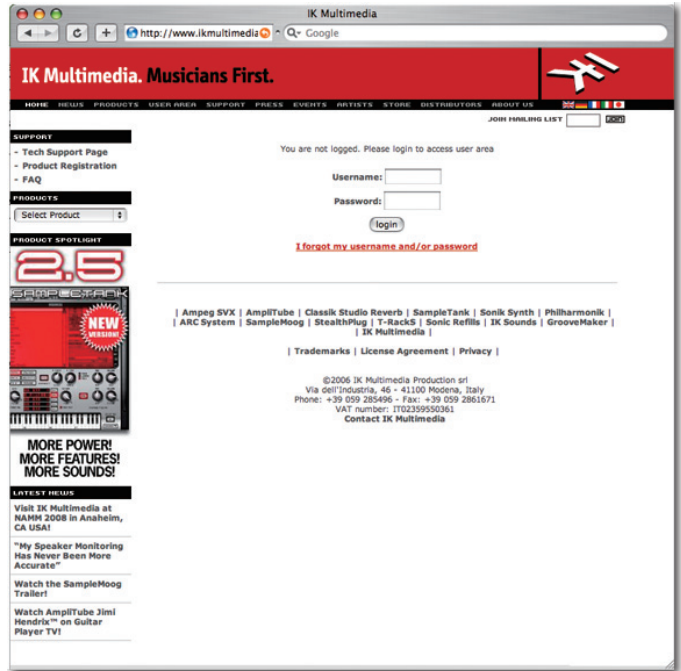 IK Multimedia
http://www.ikmultimedia
Google
IK Multimedia. Musicians First.
HOME NEWS PRODUCTS USER AREA SUPPORT PRESS EVENTS ARTISTS STORE DISTRIBUTORS ABOUT US
JOIN MAILING LIST JOIN
SUPPORT
- Tech Support Page
- Product Registration
- FAQ
PRODUCTS
Select Product
PRODUCT SPOTLIGHT
2.5
SAMPLETANK
NEW
VERSION!
MORE POWER!
MORE FEATURES!
MORE SOUNDS!
LATEST NEWS
Visit IK Multimedia at
NAMM 2008 in Anaheim,
CA USA!
"My Speaker Monitoring
Has Never Been More
Accurate"
Watch the SampleMoog
Trailer!
Watch AmpliTube Jimi
Hendrix™ on Guitar
Player TV!
You are not logged. Please login to access user area
Username:
Password:
login
I forgot my username and/or password
| Ampeg SVX | AmpliTube | Classik Studio Reverb | SampleTank | Sonik Synth | Philharmonik |
| ARC System | SampleMoog | StealthPlug | T-RackS | Sonic Refills | IK Sounds | GrooveMaker |
| IK Multimedia |
| Trademarks | License Agreement | Privacy |
©2006 IK Multimedia Production srl
Via dell'Industria, 46 - 41100 Modena, Italy
Phone: +39 059 285496 - Fax: +39 059 2861671
VAT number: IT02359550361
Contact IK Multimedia